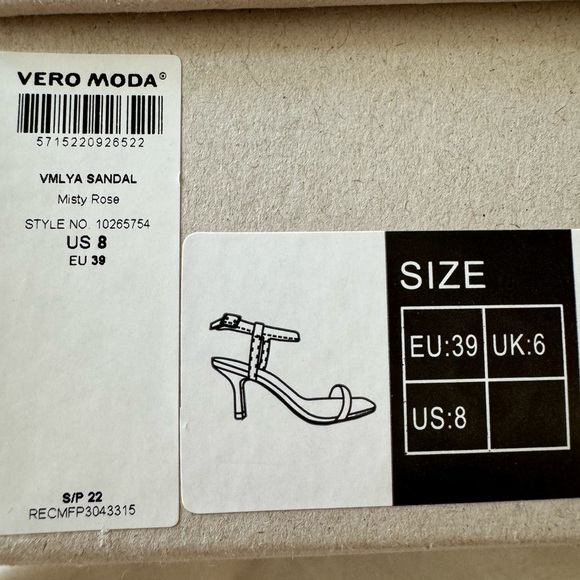 VERO MODA®
5715220926522
VMLYA SANDAL
Misty Rose
STYLE NO. 10265754
US 8
EU 39
S/P 22
RECMFP3043315
SIZE
EU:39 UK:6
US:8